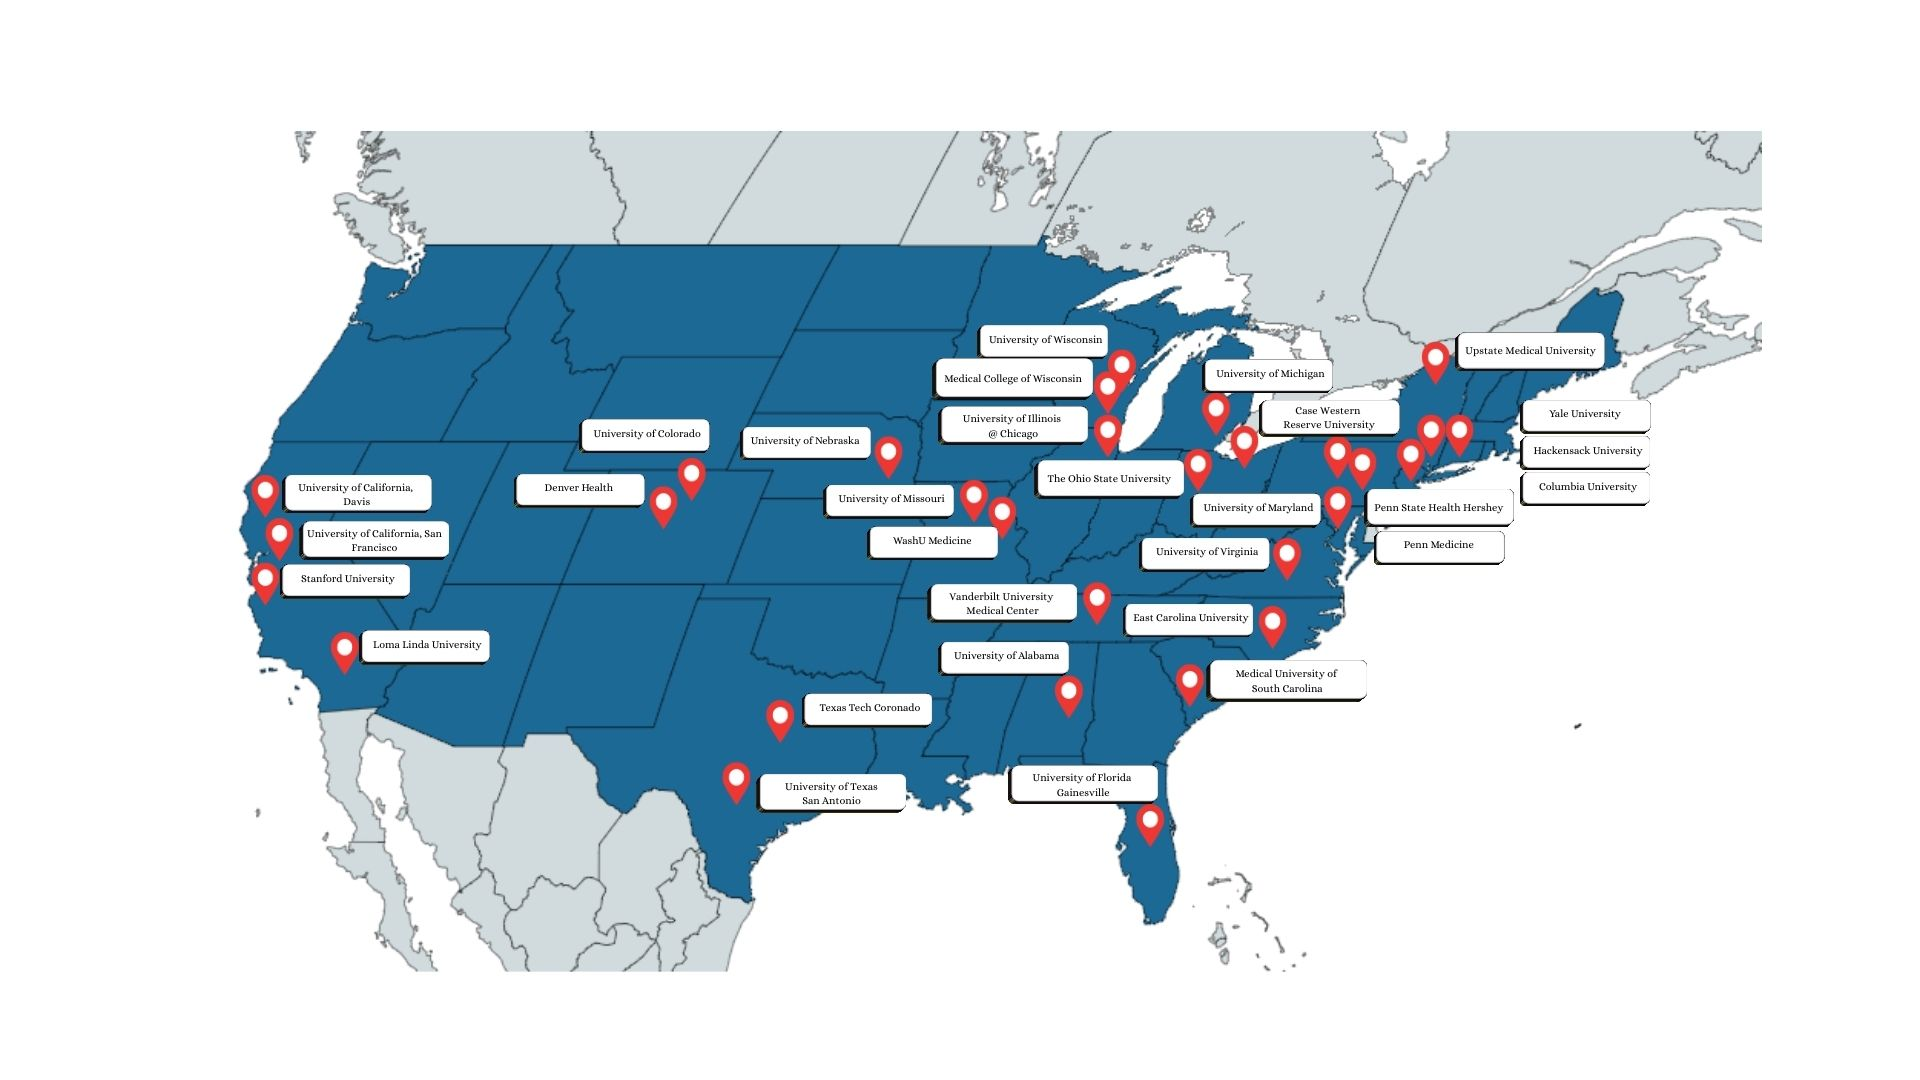 University of Wisconsin
Upstate Medical University
University of Michigan
Medical College of Wisconsin
Case Western
Reserve University
Yale University
University of Illinois
@ Chicago
University of Colorado
University of Nebraska
Hackensack University
The Ohio State University
Columbia University
University of California,
Davis
Denver Health
University of Missouri
University of Maryland
Penn State Health Hershey
University of California, San
Francisco
WashU Medicine
Penn Medicine
University of Virginia
Stanford University
Vanderbilt University
Medical Center
East Carolina University
Loma Linda University
University of Alabama
Medical University of
South Carolina
Texas Tech Coronado
University of Florida
Gainesville
University of Texas
San Antonio